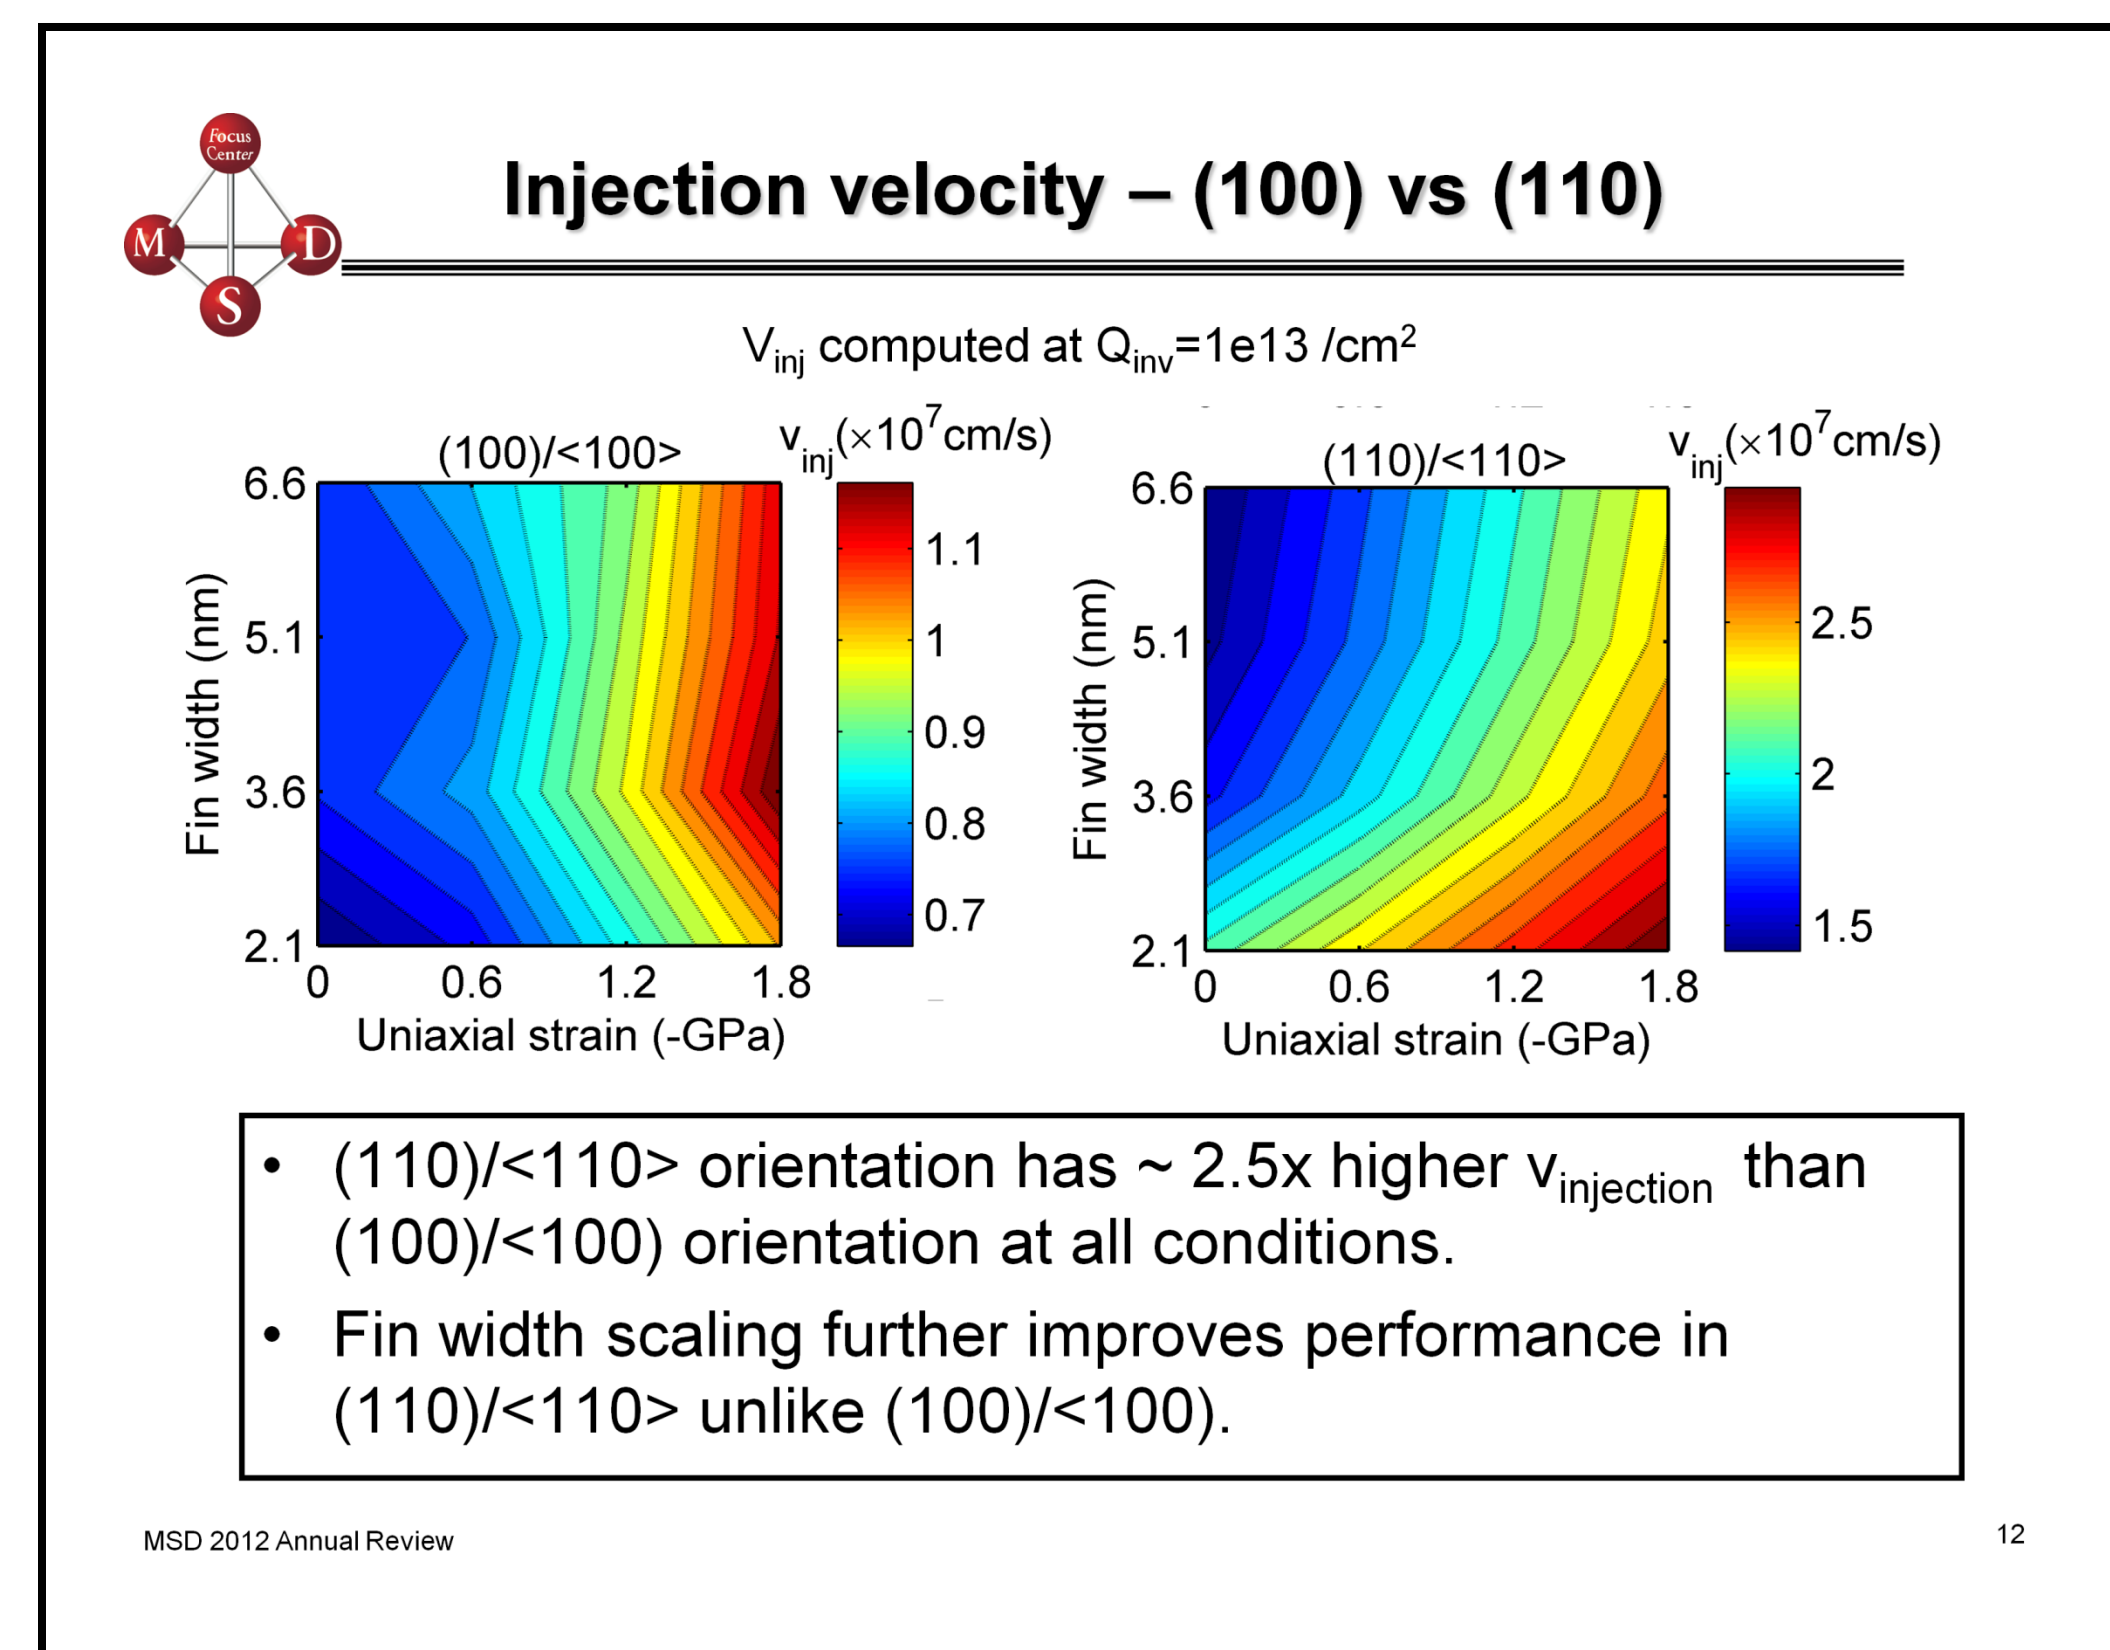 Focus
Center
M
D
S
Injection velocity – (100) vs (110)
Vinj computed at Qinv=1e13 /cm2
(100)/<100>
vinj(×10^7cm/s)
6.6
5.1
3.6
2.1
Fin width (nm)
0 0.6 1.2 1.8
Uniaxial strain (-GPa)
1.1
1
0.9
0.8
0.7
(110)/<110>
vinj(×10^7cm/s)
6.6
5.1
3.6
2.1
Fin width (nm)
0 0.6 1.2 1.8
Uniaxial strain (-GPa)
2.5
2
1.5
• (110)/<110> orientation has ~ 2.5x higher vinjection than
(100)/<100) orientation at all conditions.
• Fin width scaling further improves performance in
(110)/<110> unlike (100)/<100).
MSD 2012 Annual Review
12